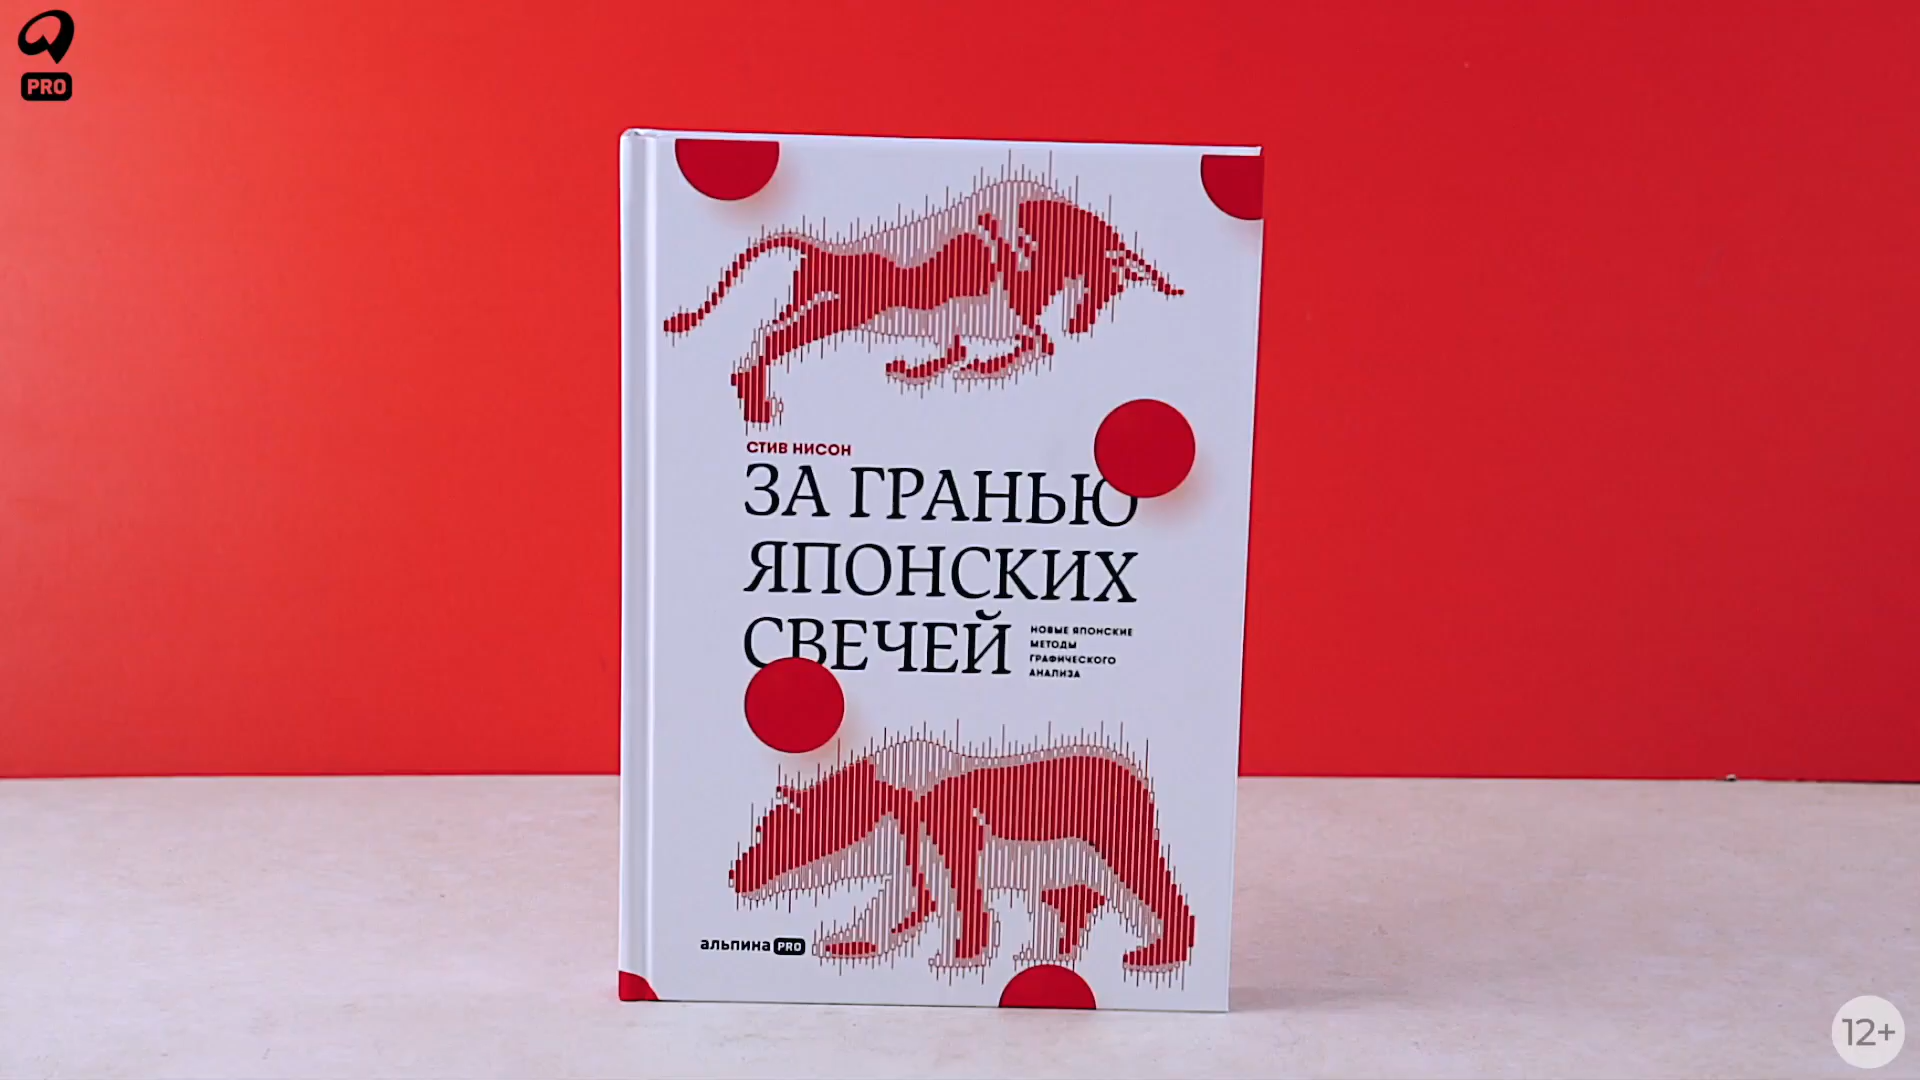 PRO
СТИВ НИСОН
ЗА ГРАНЬЮ
ЯПОНСКИХ
СВЕЧЕЙ
НОВЫЕ ЯПОНСКИЕ
МЕТОДЫ
ГРАФИЧЕСКОГО
АНАЛИЗА
альпина PRO
12+